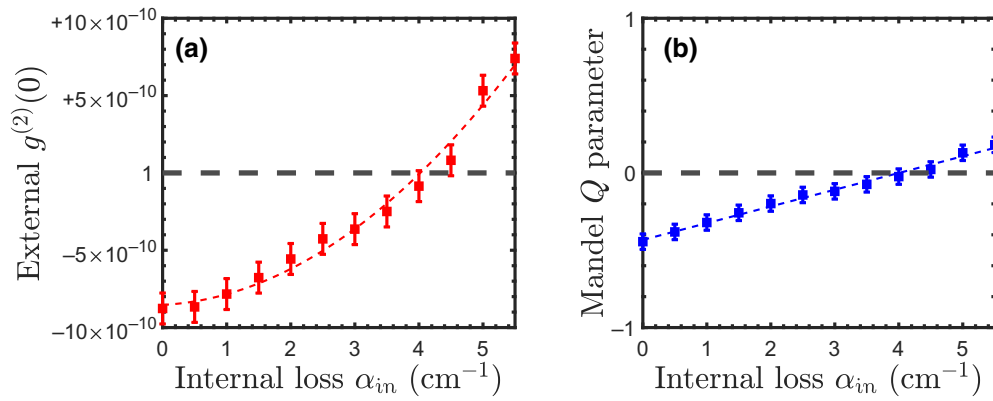 (a)
External g⁽²⁾(0)
+10×10⁻¹⁰
+5×10⁻¹⁰
1
−5×10⁻¹⁰
−10×10⁻¹⁰
0 1 2 3 4 5
Internal loss αᵢₙ (cm⁻¹)
(b)
Mandel Q parameter
1
0
−1
0 1 2 3 4 5
Internal loss αᵢₙ (cm⁻¹)